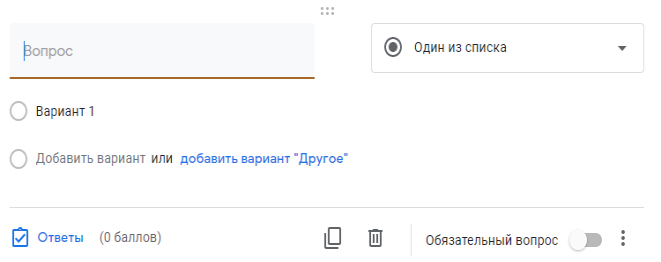 Вопрос
Один из списка
Вариант 1
Добавить вариант или добавить вариант "Другое"
Ответы (0 баллов)
Обязательный вопрос